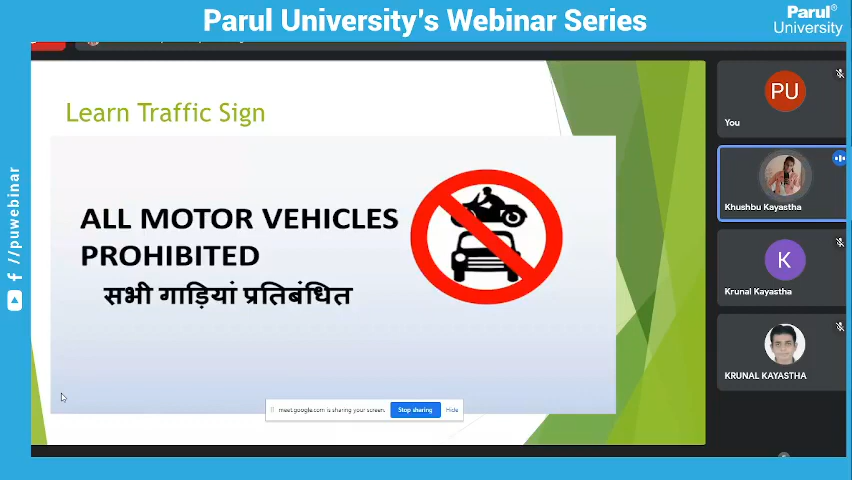 Parul University's Webinar Series
Parul®
University
//puwebinar
Learn Traffic Sign
ALL MOTOR VEHICLES
PROHIBITED
सभी गाड़ियां प्रतिबंधित
meet.google.com is sharing your screen.
Stop sharing
Hide
PU
You
Khushbu Kayastha
K
Krunal Kayastha
KRUNAL KAYASTHA